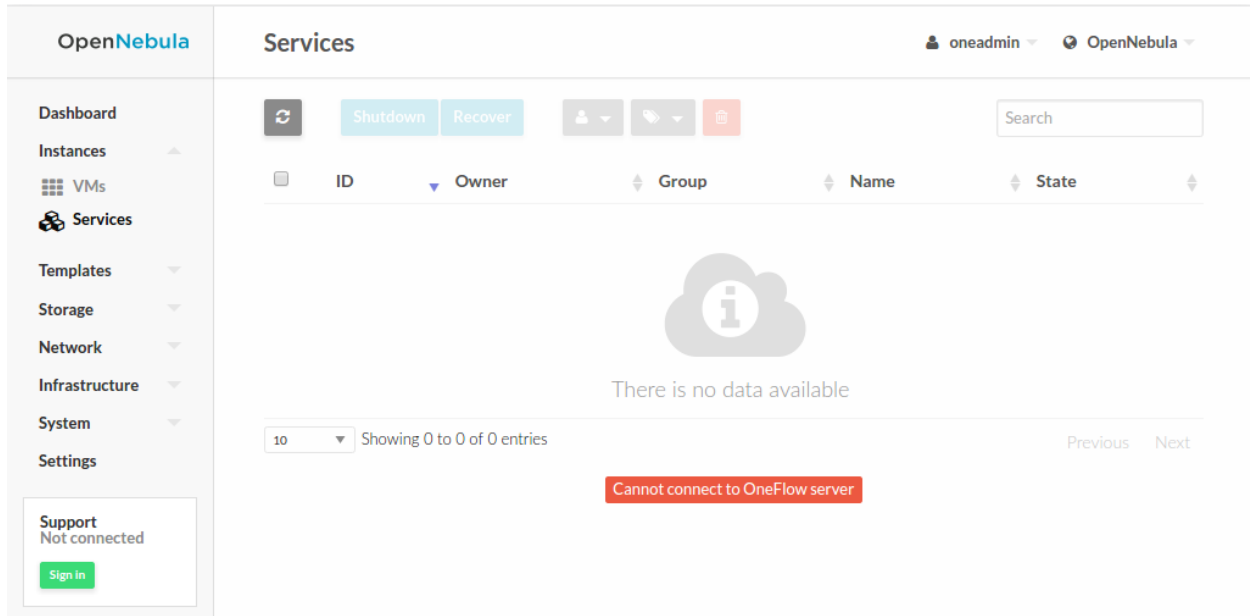 OpenNebula
Services
oneadmin
OpenNebula
Dashboard
Instances
VMs
Services
Templates
Storage
Network
Infrastructure
System
Settings
Support
Not connected
Sign in
Shutdown Recover
Search
ID Owner Group Name State
There is no data available
10 Showing 0 to 0 of 0 entries
Previous Next
Cannot connect to OneFlow server